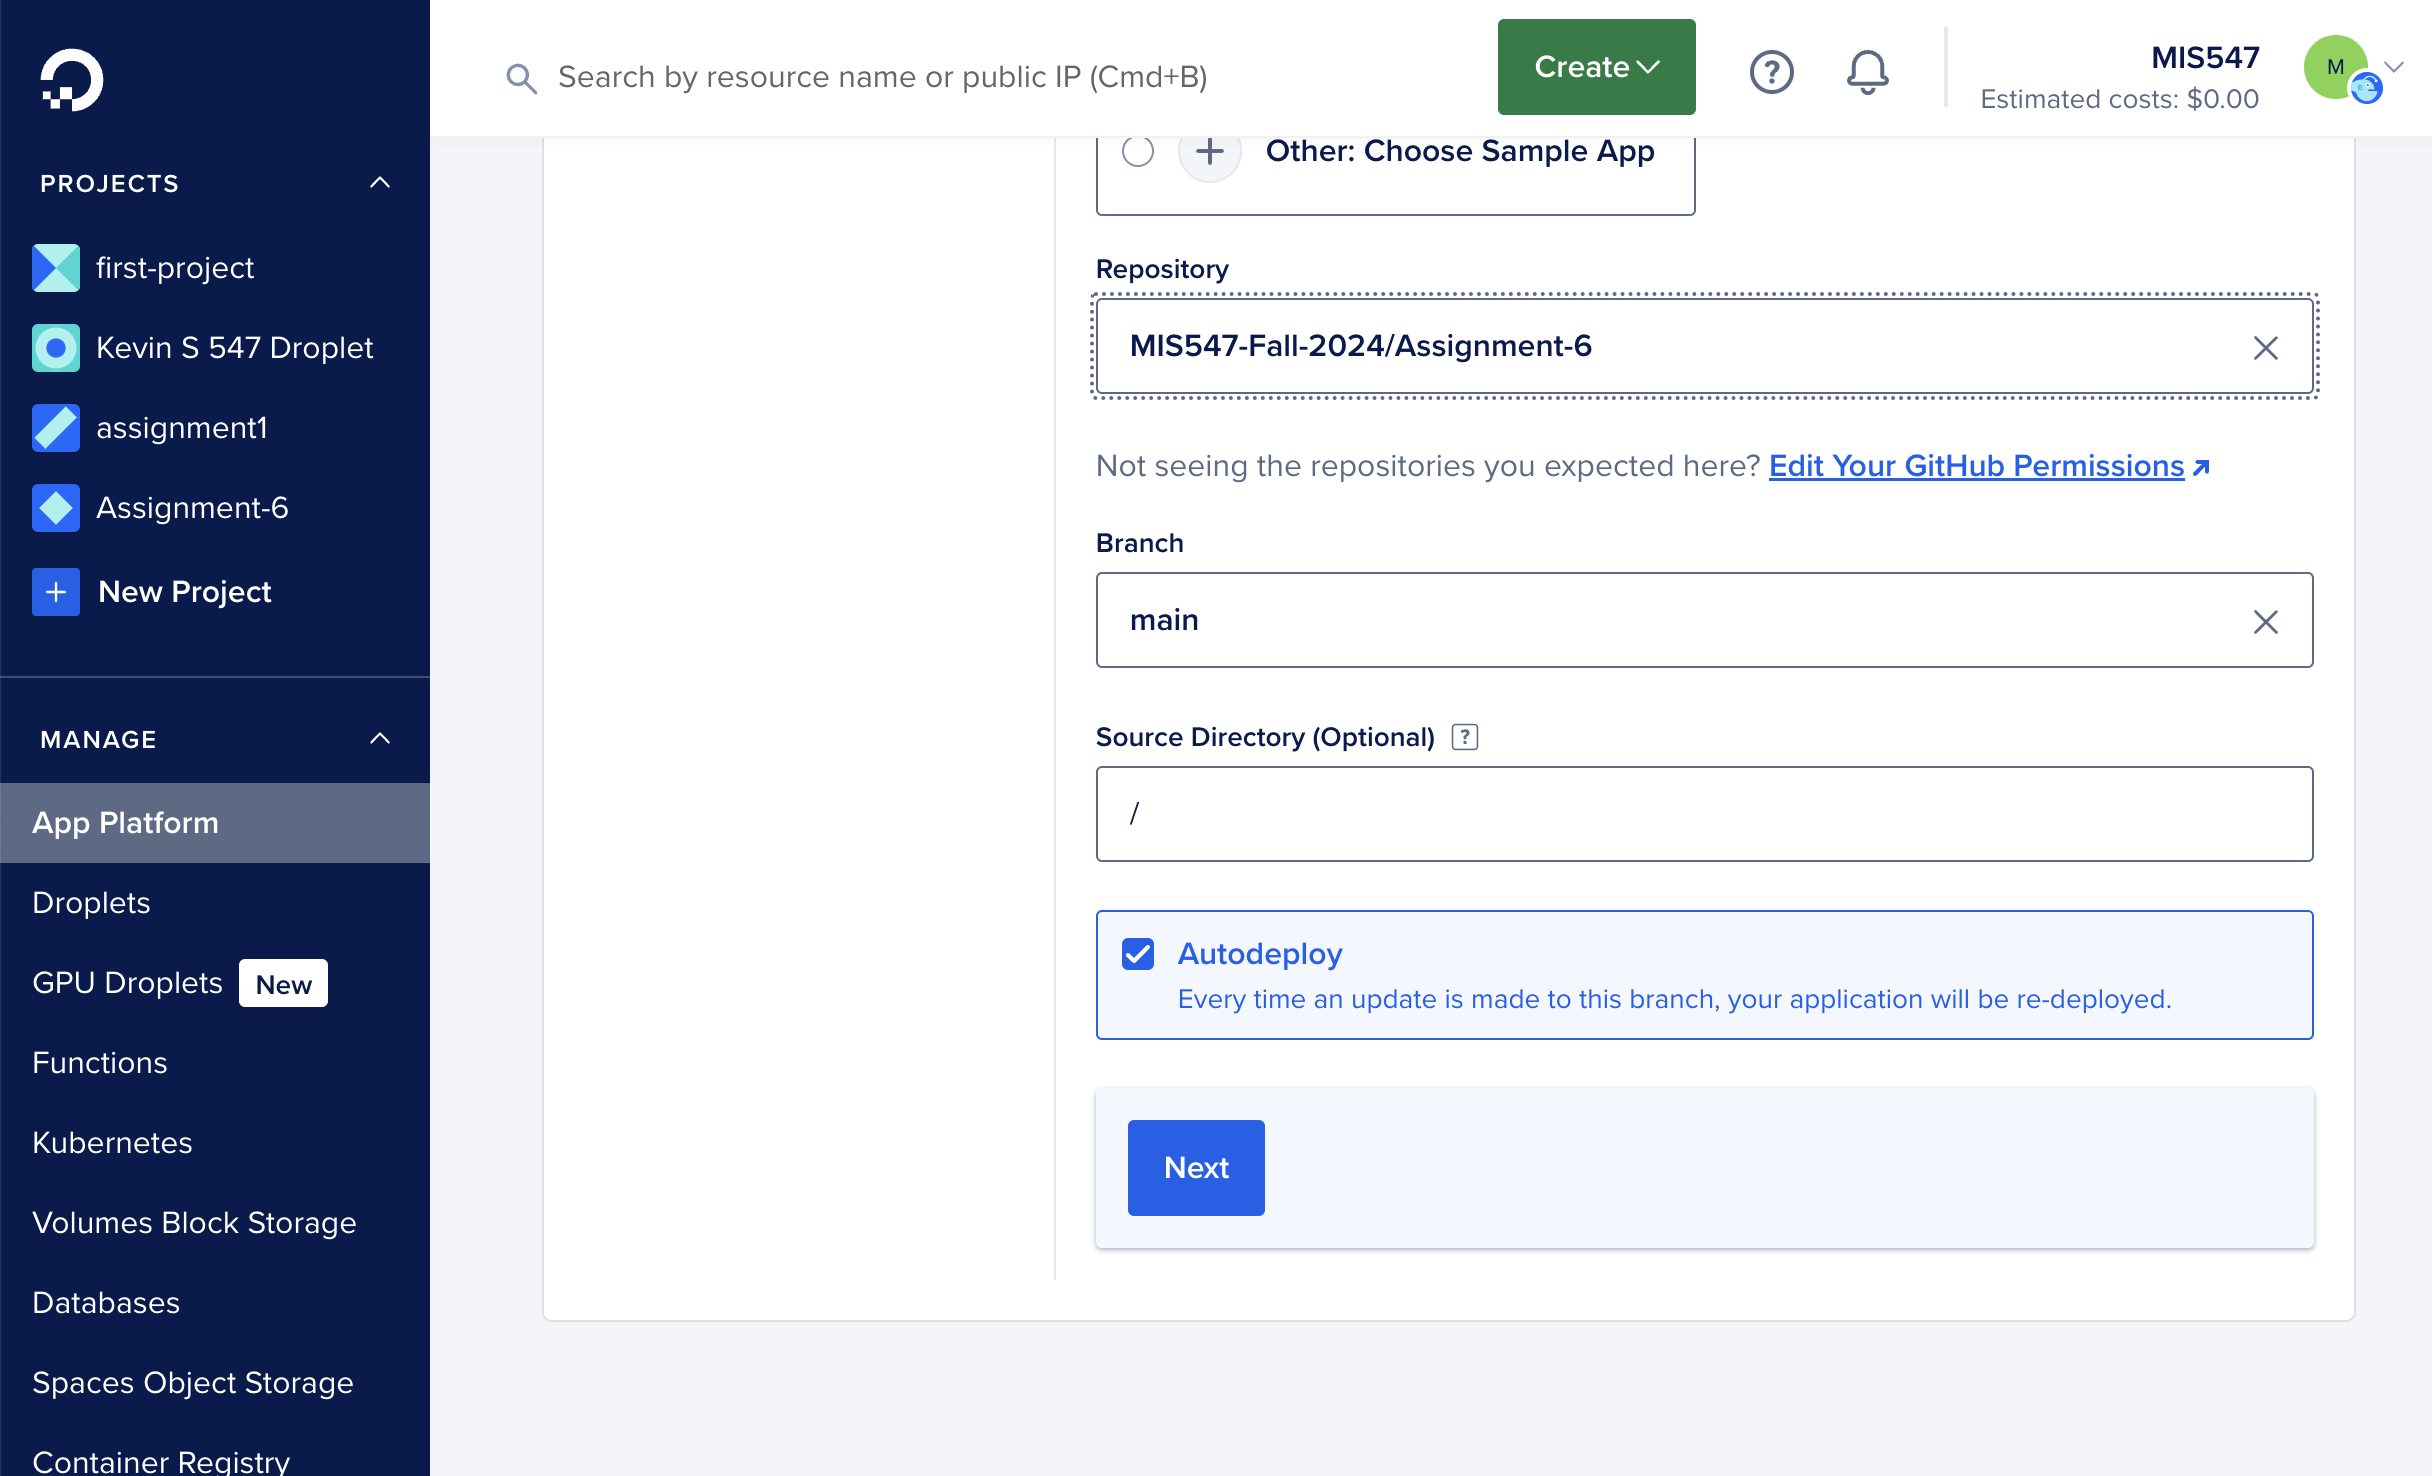 Search by resource name or public IP (Cmd+B)
Create
MIS547
Estimated costs: $0.00
M
PROJECTS
first-project
Kevin S 547 Droplet
assignment1
Assignment-6
New Project
MANAGE
App Platform
Droplets
GPU Droplets New
Functions
Kubernetes
Volumes Block Storage
Databases
Spaces Object Storage
Container Registry
Other: Choose Sample App
Repository
MIS547-Fall-2024/Assignment-6
Not seeing the repositories you expected here? Edit Your GitHub Permissions
Branch
main
Source Directory (Optional) ?
/
Autodeploy
Every time an update is made to this branch, your application will be re-deployed.
Next